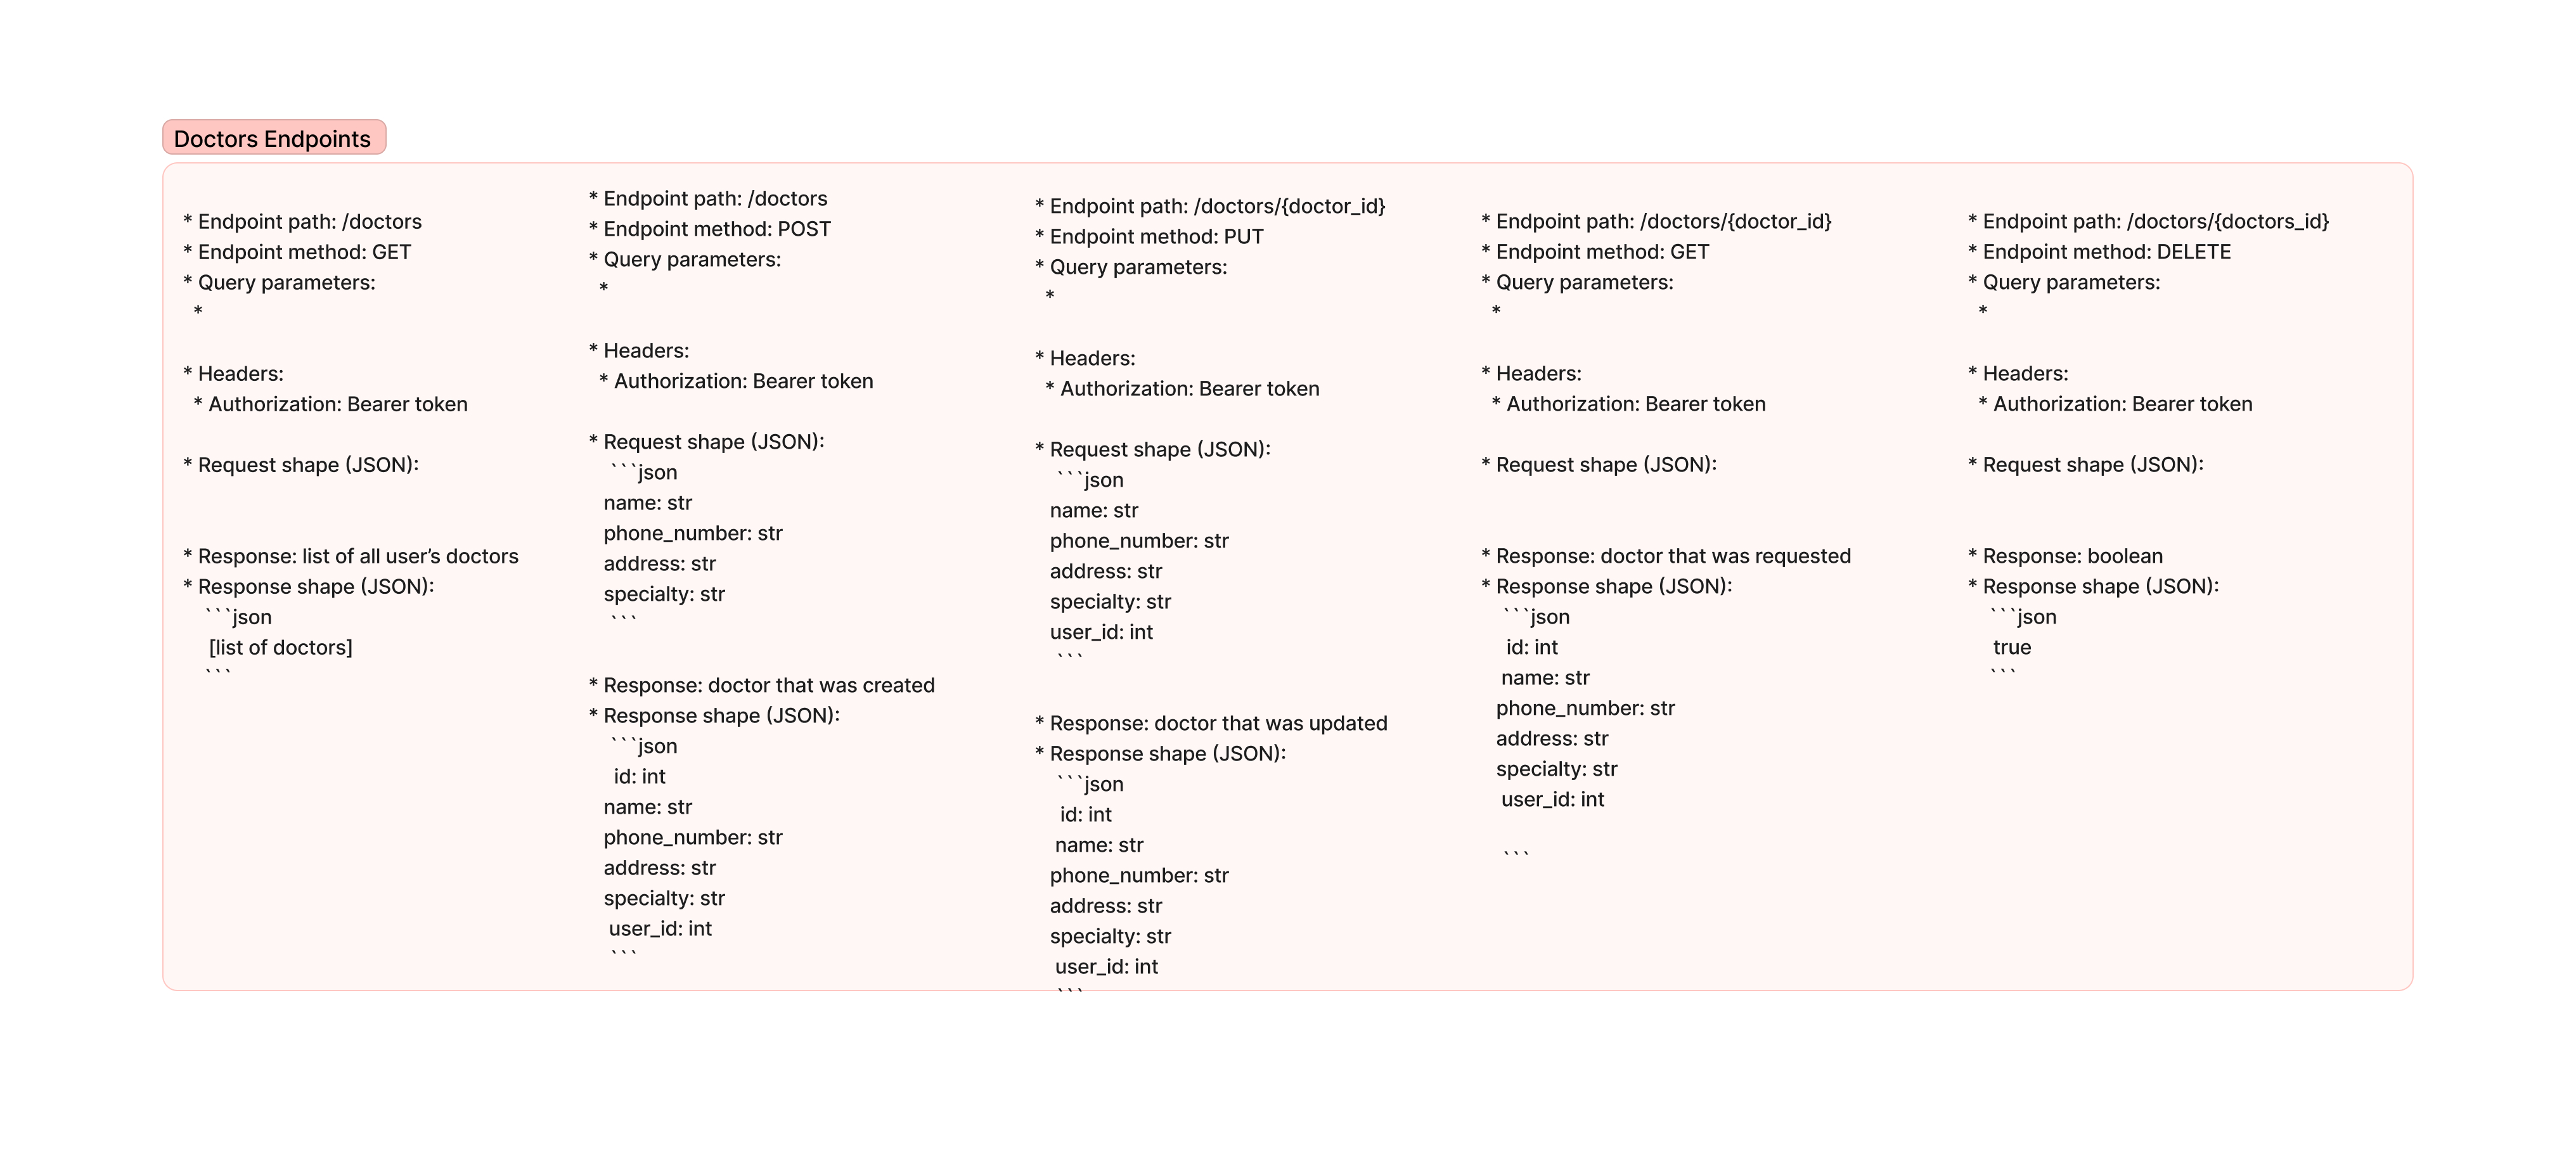 Doctors Endpoints
* Endpoint path: /doctors
* Endpoint method: GET
* Query parameters:
*
* Headers:
* Authorization: Bearer token
* Request shape (JSON):
* Response: list of all user’s doctors
* Response shape (JSON):
```json
[list of doctors]
```
* Endpoint path: /doctors
* Endpoint method: POST
* Query parameters:
*
* Headers:
* Authorization: Bearer token
* Request shape (JSON):
```json
name: str
phone_number: str
address: str
specialty: str
```
* Response: doctor that was created
* Response shape (JSON):
```json
id: int
name: str
phone_number: str
address: str
specialty: str
user_id: int
```
* Endpoint path: /doctors/{doctor_id}
* Endpoint method: PUT
* Query parameters:
*
* Headers:
* Authorization: Bearer token
* Request shape (JSON):
```json
name: str
phone_number: str
address: str
specialty: str
user_id: int
```
* Response: doctor that was updated
* Response shape (JSON):
```json
id: int
name: str
phone_number: str
address: str
specialty: str
user_id: int
```
* Endpoint path: /doctors/{doctor_id}
* Endpoint method: GET
* Query parameters:
*
* Headers:
* Authorization: Bearer token
* Request shape (JSON):
* Response: doctor that was requested
* Response shape (JSON):
```json
id: int
name: str
phone_number: str
address: str
specialty: str
user_id: int
```
* Endpoint path: /doctors/{doctors_id}
* Endpoint method: DELETE
* Query parameters:
*
* Headers:
* Authorization: Bearer token
* Request shape (JSON):
* Response: boolean
* Response shape (JSON):
```json
true
```